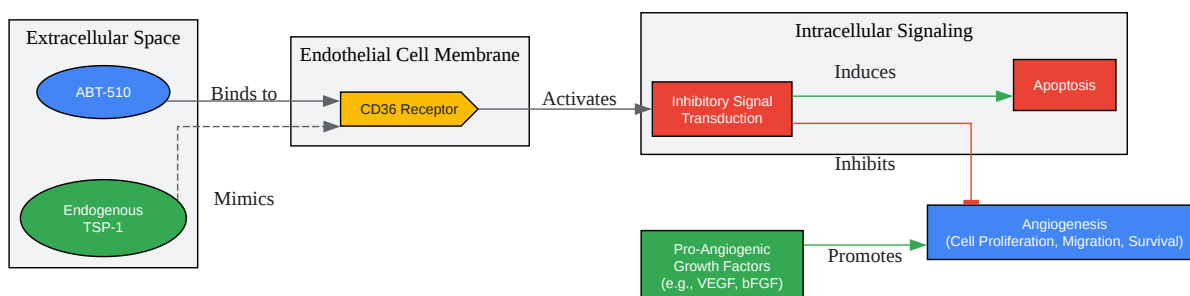 Extracellular Space
ABT-510
Endogenous
TSP-1
Binds to
Mimics
Endothelial Cell Membrane
CD36 Receptor
Activates
Intracellular Signaling
Inhibitory Signal
Transduction
Induces
Apoptosis
Inhibits
Angiogenesis
(Cell Proliferation, Migration, Survival)
Pro-Angiogenic
Growth Factors
(e.g., VEGF, bFGF)
Promotes